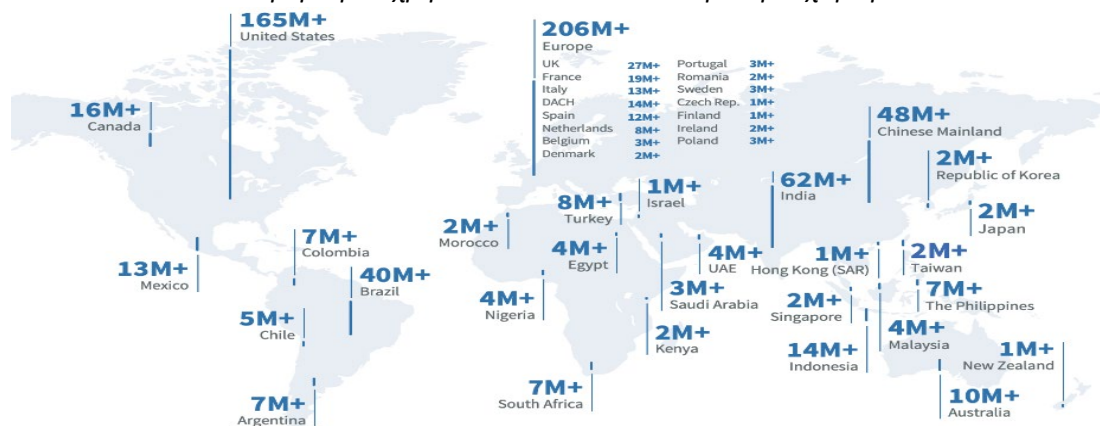 165M+
United States
206M+
Europe
UK 27M+ Portugal 3M+
France 19M+ Romania 2M+
Italy 13M+ Sweden 3M+
DACH 14M+ Czech Rep. 1M+
Spain 12M+ Finland 1M+
Netherlands 8M+ Ireland 2M+
Belgium 3M+ Poland 3M+
Denmark 2M+
16M+
Canada
48M+
Chinese Mainland
2M+
Republic of Korea
62M+
India
1M+
Israel
8M+
Turkey
2M+
Japan
2M+
Morocco
7M+
Colombia
4M+
Egypt
4M+
UAE
1M+
Hong Kong (SAR)
2M+
Taiwan
13M+
Mexico
40M+
Brazil
3M+
Saudi Arabia
7M+
The Philippines
4M+
Nigeria
2M+
Singapore
5M+
Chile
2M+
Kenya
4M+
Malaysia
14M+
Indonesia
1M+
New Zealand
7M+
South Africa
10M+
Australia
7M+
Argentina